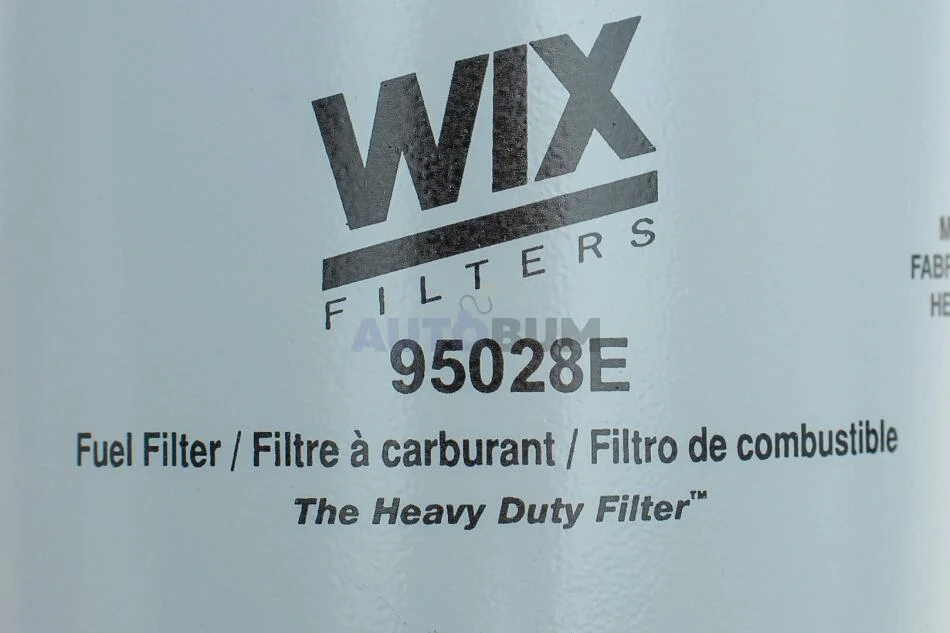 WIX
FILTERS
AUTOBUM
95028E
Fuel Filter / Filtre à carburant / Filtro de combustible
The Heavy Duty Filter™